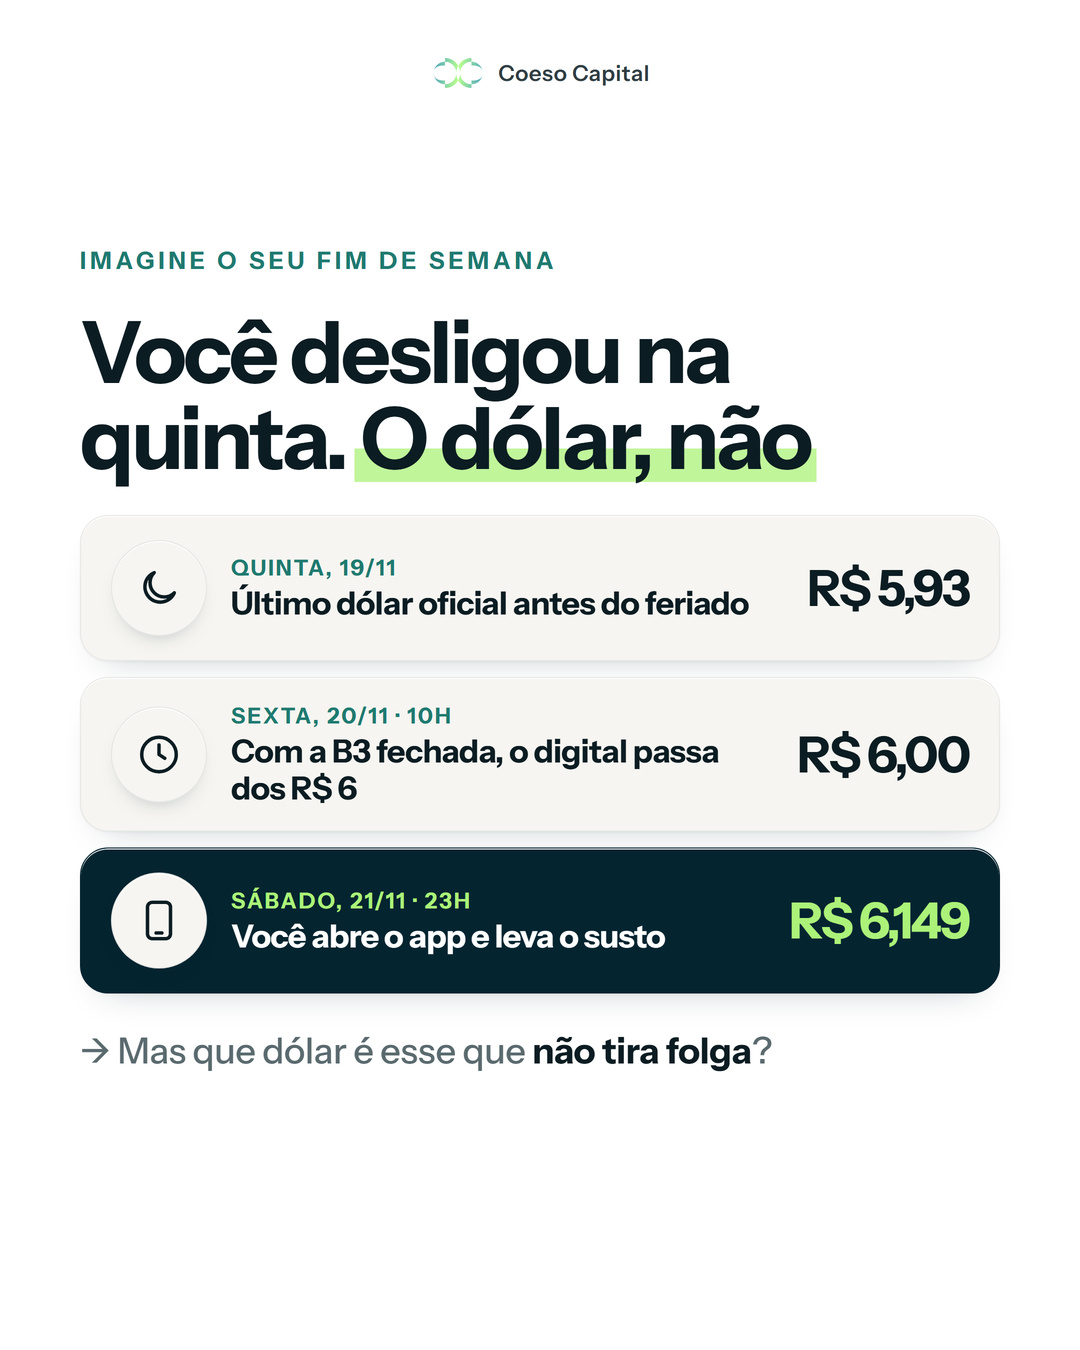 Coeso Capital
IMAGINE O SEU FIM DE SEMANA
Você desligou na
quinta. O dólar, não
QUINTA, 19/11
Último dólar oficial antes do feriado
R$ 5,93
SEXTA, 20/11 · 10H
Com a B3 fechada, o digital passa
dos R$ 6
R$ 6,00
SÁBADO, 21/11 · 23H
Você abre o app e leva o susto
R$ 6,149
→ Mas que dólar é esse que não tira folga?